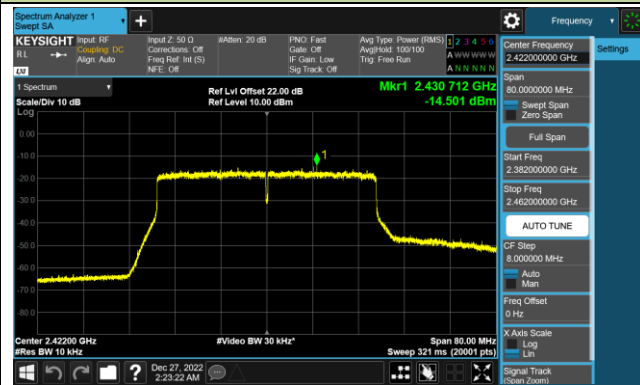 Spectrum Analyzer 1
Swept SA
+
Frequency
KEYSIGHT
RL
LXI
Input: RF
Coupling: DC
Align: Auto
Input Z: 50 Ω
Corrections: Off
Freq Ref: Int (S)
NFE: Off
#Atten: 20 dB
PNO: Fast
Gate: Off
IF Gain: Low
Sig Track: Off
Avg Type: Power (RMS)
Avg|Hold: 100/100
Trig: Free Run
1 2 3 4 5 6
A W W W W W
A N N N N N
1 Spectrum
Scale/Div 10 dB
Ref Lvl Offset 22.00 dB
Ref Level 10.00 dBm
Mkr1 2.430 712 GHz
-14.501 dBm
Log
0.00
-10.0
-20.0
-30.0
-40.0
-50.0
-60.0
-70.0
-80.0
1
Center 2.42200 GHz
#Res BW 10 kHz
#Video BW 30 kHz*
Span 80.00 MHz
Sweep 321 ms (20001 pts)
Dec 27, 2022
2:23:22 AM
?
Center Frequency
2.422000000 GHz
Span
80.0000000 MHz
Swept Span
Zero Span
Full Span
Start Freq
2.382000000 GHz
Stop Freq
2.462000000 GHz
AUTO TUNE
CF Step
8.000000 MHz
Auto
Man
Freq Offset
0 Hz
X Axis Scale
Log
Lin
Signal Track
(Span Zoom)
Settings